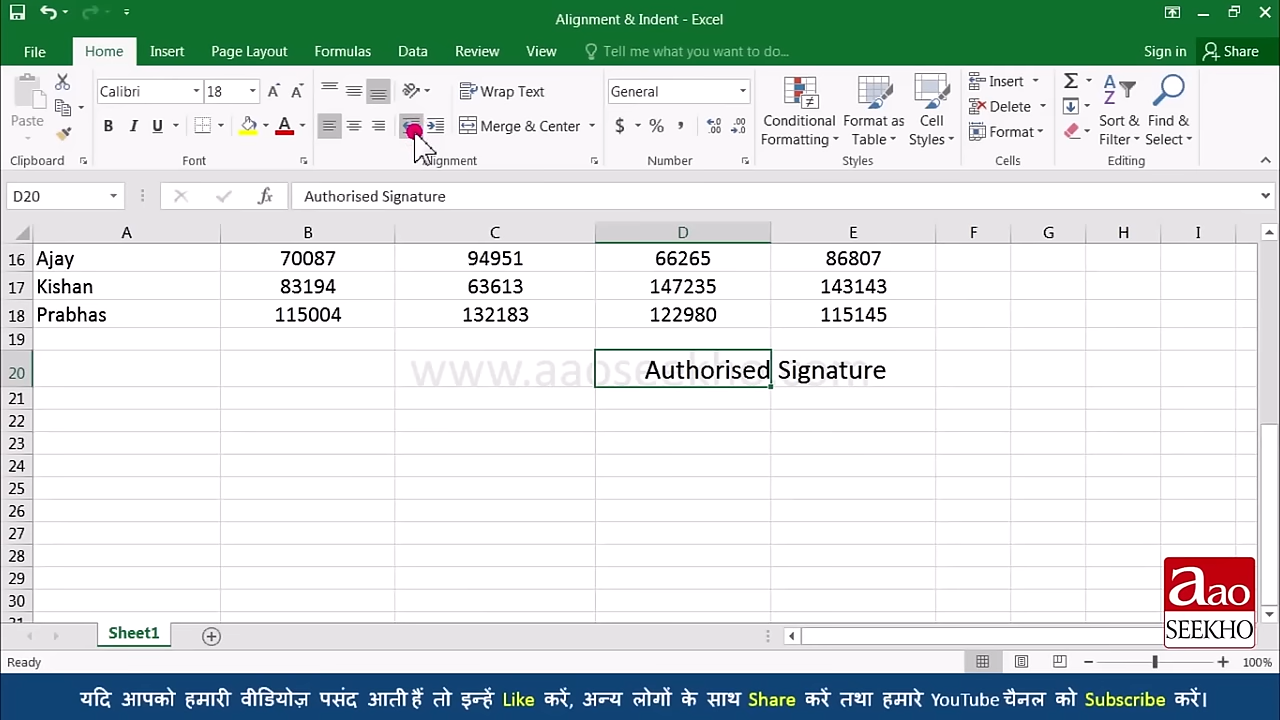 Alignment & Indent - Excel
File Home Insert Page Layout Formulas Data Review View Tell me what you want to do... Sign in Share
Paste Calibri 18 Wrap Text General Conditional Formatting Format as Table Cell Styles Insert Sort & Filter Find & Select
B I U Merge & Center $ % , Delete
Format
Clipboard Font Alignment Number Styles Cells Editing
D20 fx Authorised Signature
A B C D E F G H I
16 Ajay 70087 94951 66265 86807
17 Kishan 83194 63613 147235 143143
18 Prabhas 115004 132183 122980 115145
19
20 Authorised Signature
www.aaoseekho.com
21
22
23
24
25
26
27
28
29
30
31
aao
SEEKHO
Sheet1
Ready 100%
यदि आपको हमारी वीडियोज़ पसंद आती हैं तो इन्हें Like करें, अन्य लोगों के साथ Share करें तथा हमारे YouTube चैनल को Subscribe करें।